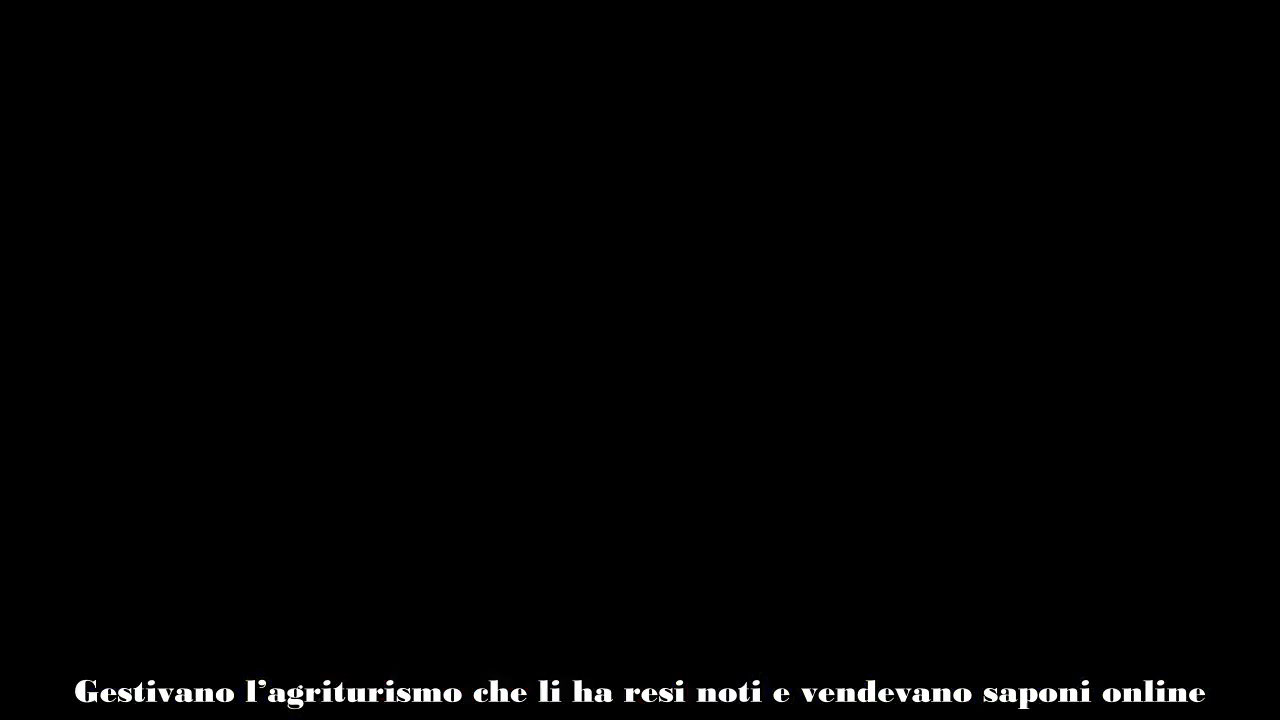 Gestivano l’agriturismo che li ha resi noti e vendevano saponi online